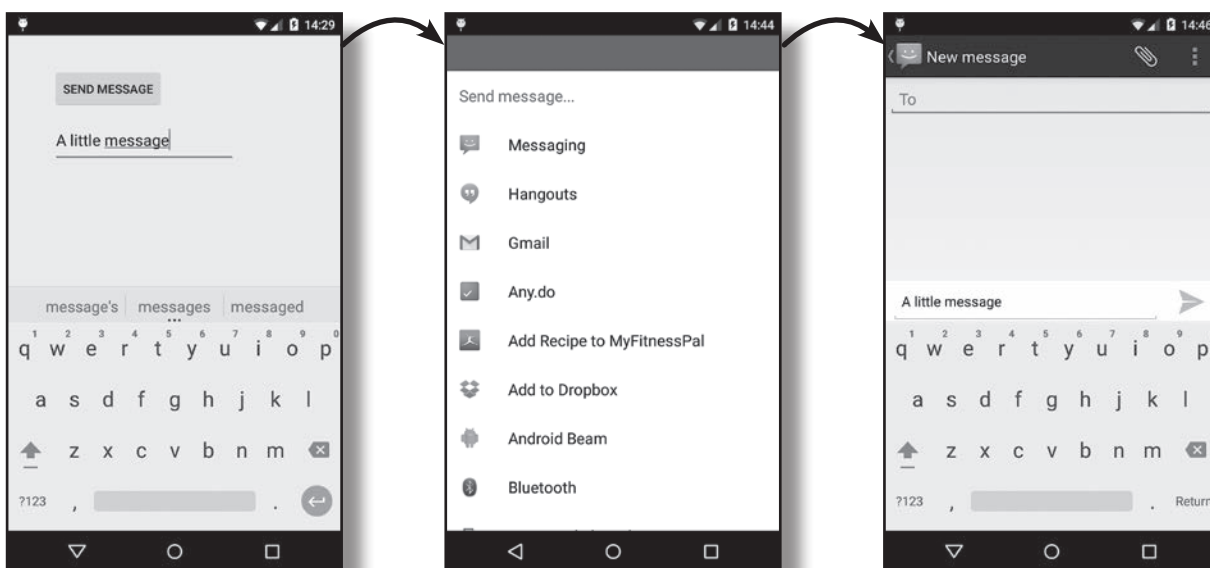 14:29
SEND MESSAGE
A little message
message's messages messaged
1 2 3 4 5 6 7 8 9 0
q w e r t y u i o p
a s d f g h j k l
z x c v b n m
?123 , .
14:44
Send message...
Messaging
Hangouts
Gmail
Any.do
Add Recipe to MyFitnessPal
Add to Dropbox
Android Beam
Bluetooth
14:46
New message
To
A little message
1 2 3 4 5 6 7 8 9
q w e r t y u i o p
a s d f g h j k l
z x c v b n m
?123 , . Return